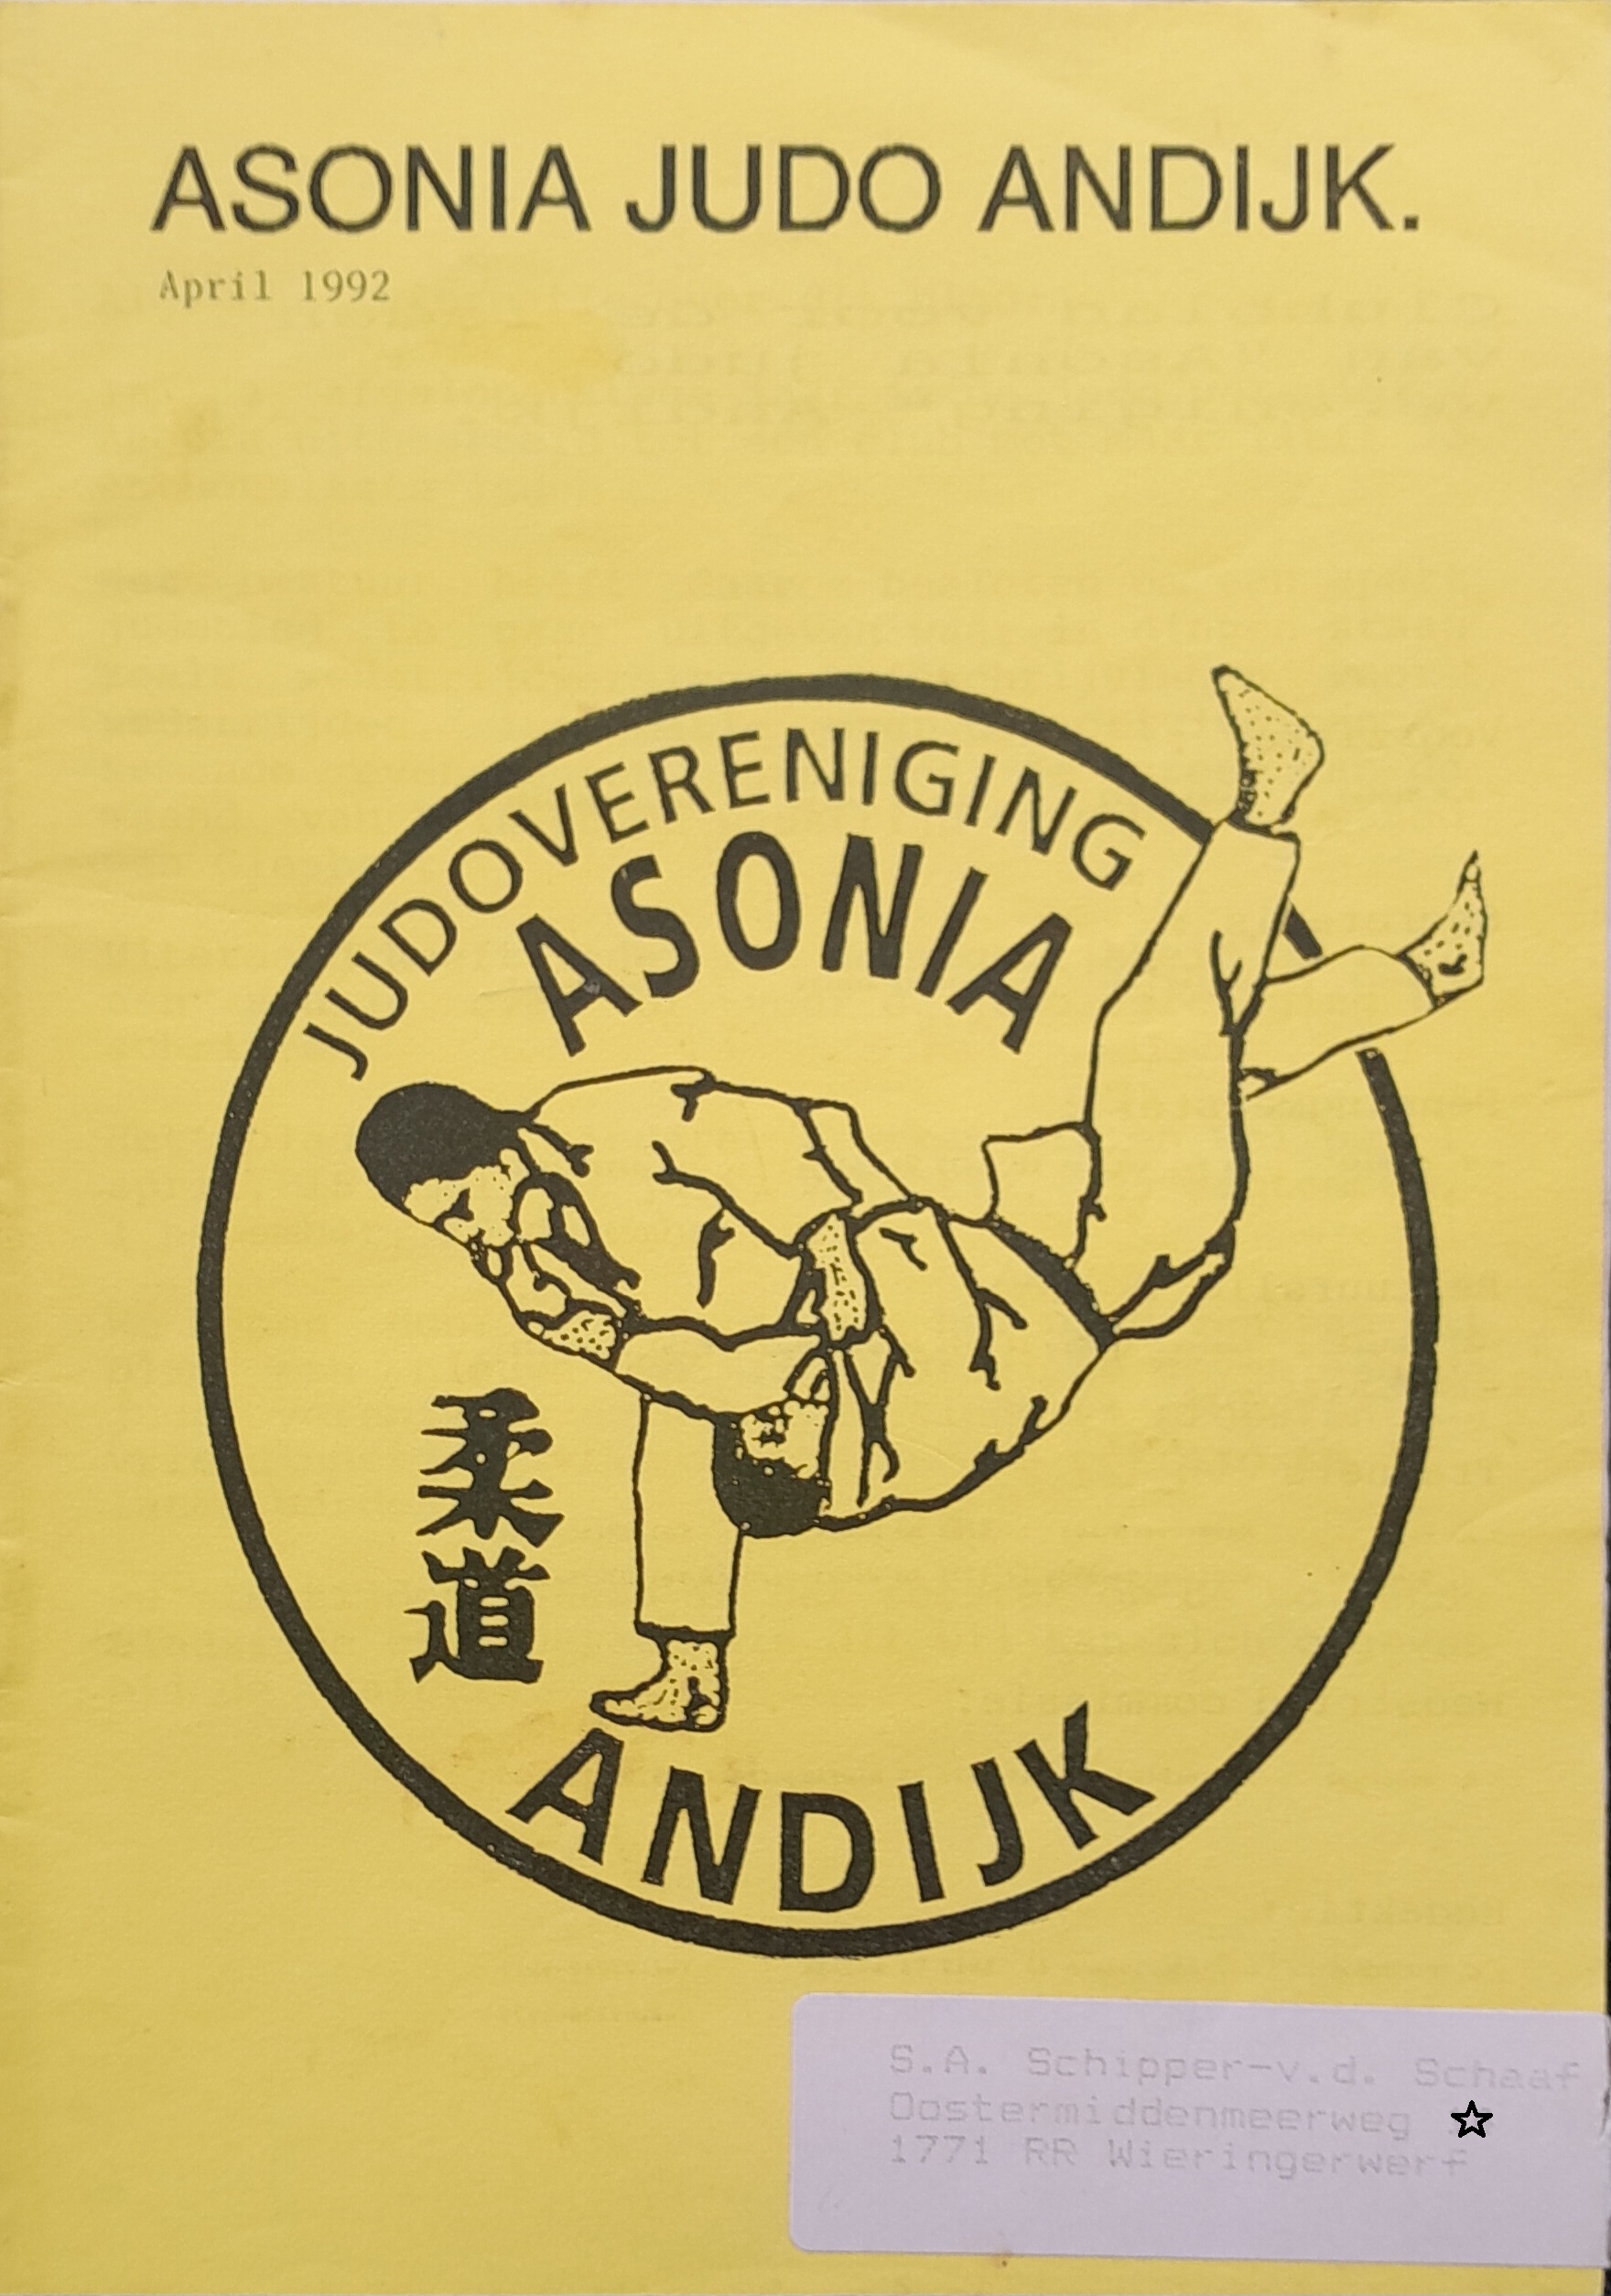 ASONIA JUDO ANDIJK.
April 1992
JUDOVERENIGING
ASONIA
柔道
ANDIJK
S.A. Schipper-v.d. Schaaf
Oostermiddenmeerweg
1771 RR Wieringerwerf